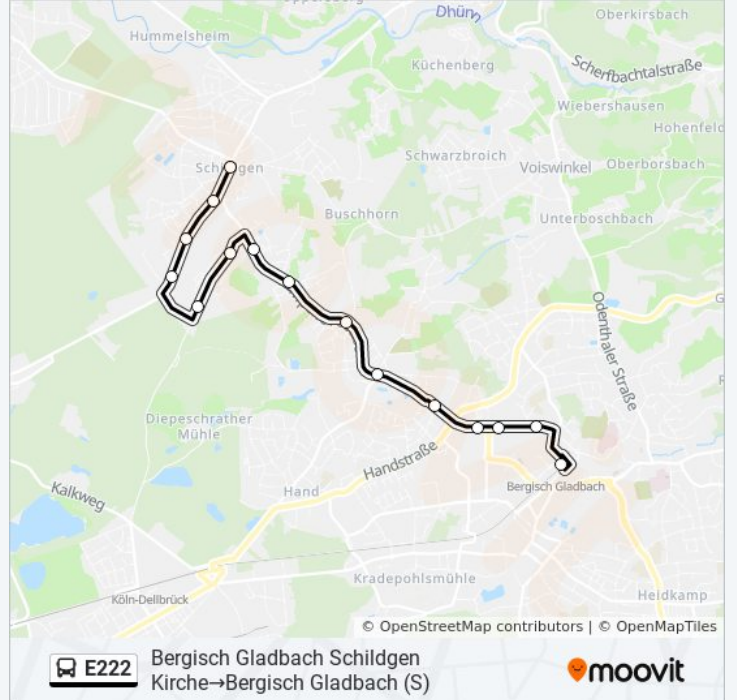 Dhünn
Oberkirsbach
Hummelsheim
Küchenberg
Scherfbachtalstraße
Wiebershausen
Hohenfeld
Schwarzbroich
Voiswinkel
Oberborsbach
Buschhorn
Unterboschbach
Odenthaler Straße
Diepeschrather
Mühle
Handstraße
Kalkweg
Hand
Bergisch Gladbach
Kradepohlsmühle
Köln-Dellbrück
Heidkamp
© OpenStreetMap contributors | © OpenMapTiles
E222
Bergisch Gladbach Schildgen
Kirche→Bergisch Gladbach (S)
moovit